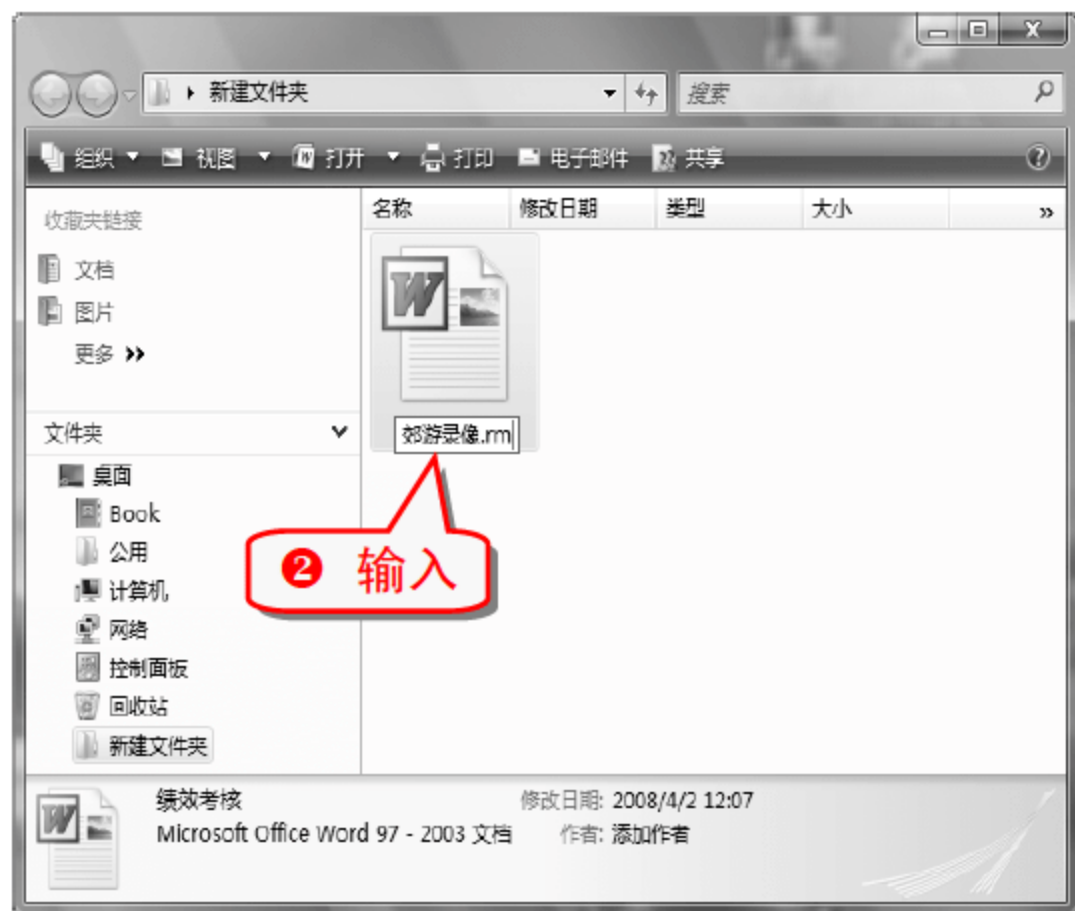 新建文件夹 搜索
组织 视图 打开 打印 电子邮件 共享
收藏夹链接
文档
图片
更多 »
文件夹
桌面
Book
公用
计算机
网络
控制面板
回收站
新建文件夹
名称 修改日期 类型 大小 »
郊游录像.rm
❷ 输入
绩效考核 修改日期: 2008/4/2 12:07
Microsoft Office Word 97 - 2003 文档 作者: 添加作者